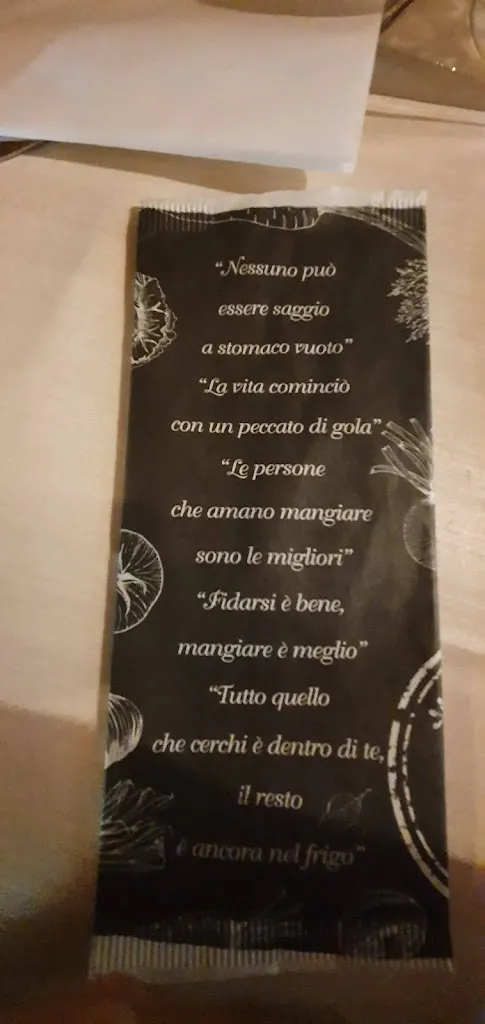 “Nessuno può
essere saggio
a stomaco vuoto”
“La vita cominciò
con un peccato di gola”
“Le persone
che amano mangiare
sono le migliori”
“Fidarsi è bene,
mangiare è meglio”
“Tutto quello
che cerchi è dentro di te,
il resto
è ancora nel frigo”